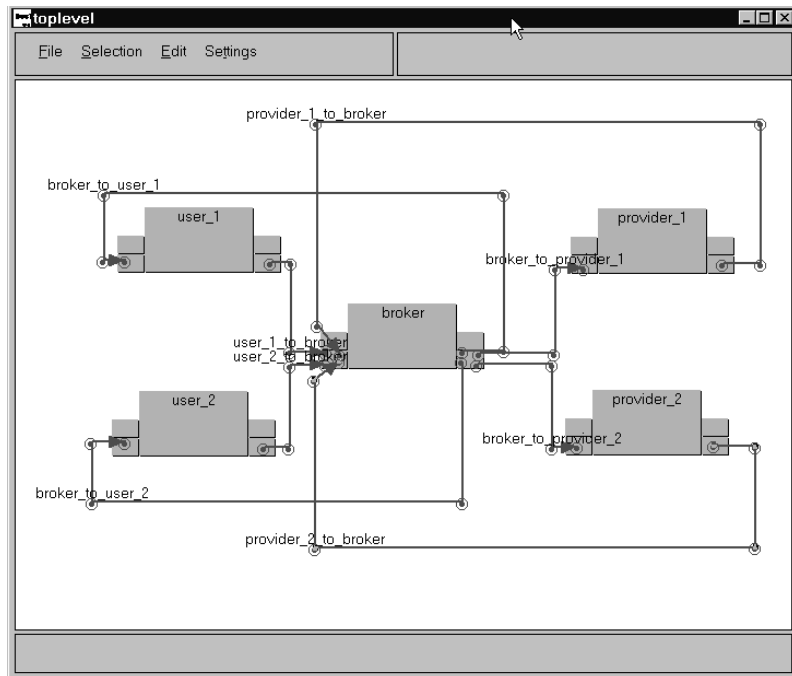 toplevel
File Selection Edit Settings
provider_1_to_broker
broker_to_user_1
user_1
provider_1
broker_to_provider_1
broker
user_1_to_broker
user_2_to_broker
user_2
provider_2
broker_to_provider_2
broker_to_user_2
provider_2_to_broker